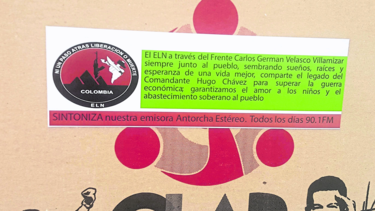 NI UN PASO ATRÁS LIBERACIÓN O MUERTE
COLOMBIA
ELN
El ELN a través del Frente Carlos German Velasco Villamizar
siempre junto al pueblo, sembrando sueños, raíces y
esperanza de una vida mejor, comparte el legado del
Comandante Hugo Chávez para superar la guerra
económica; garantizamos el amor a los niños y el
abastecimiento soberano al pueblo
SINTONIZA nuestra emisora Antorcha Estéreo. Todos los días 90.1FM
CLAP